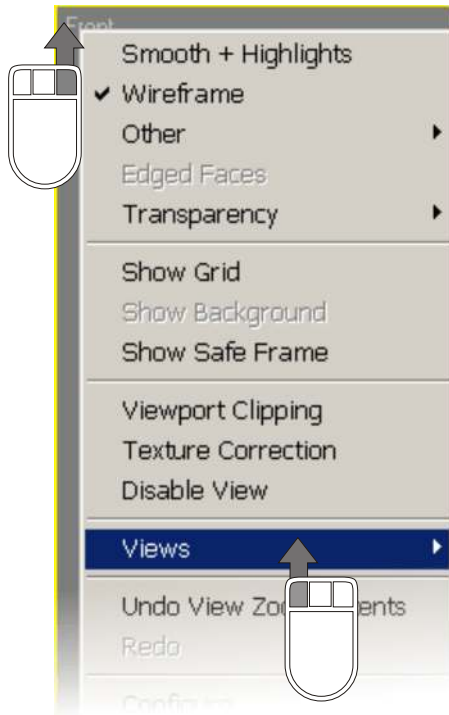 Front
Smooth + Highlights
Wireframe
Other
Edged Faces
Transparency
Show Grid
Show Background
Show Safe Frame
Viewport Clipping
Texture Correction
Disable View
Views
Undo View
Redo